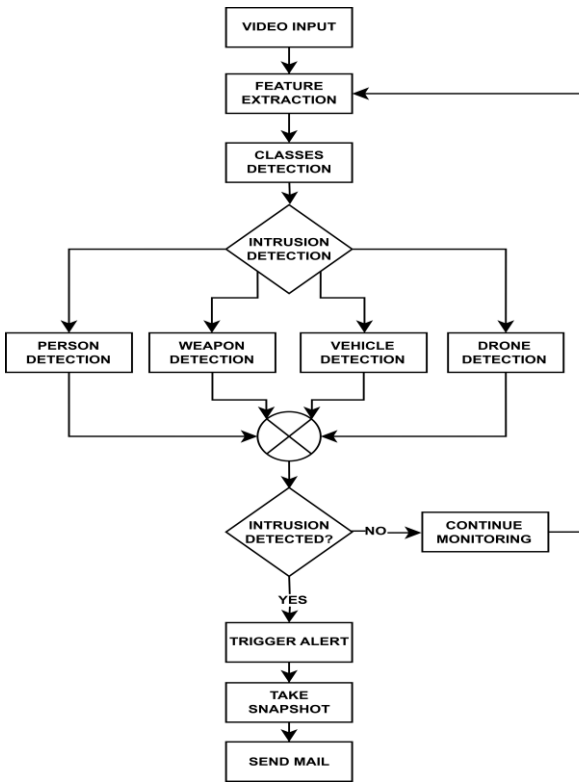 VIDEO INPUT
FEATURE
EXTRACTION
CLASSES
DETECTION
INTRUSION
DETECTION
PERSON
DETECTION
WEAPON
DETECTION
VEHICLE
DETECTION
DRONE
DETECTION
INTRUSION
DETECTED?
NO
CONTINUE
MONITORING
YES
TRIGGER ALERT
TAKE
SNAPSHOT
SEND MAIL